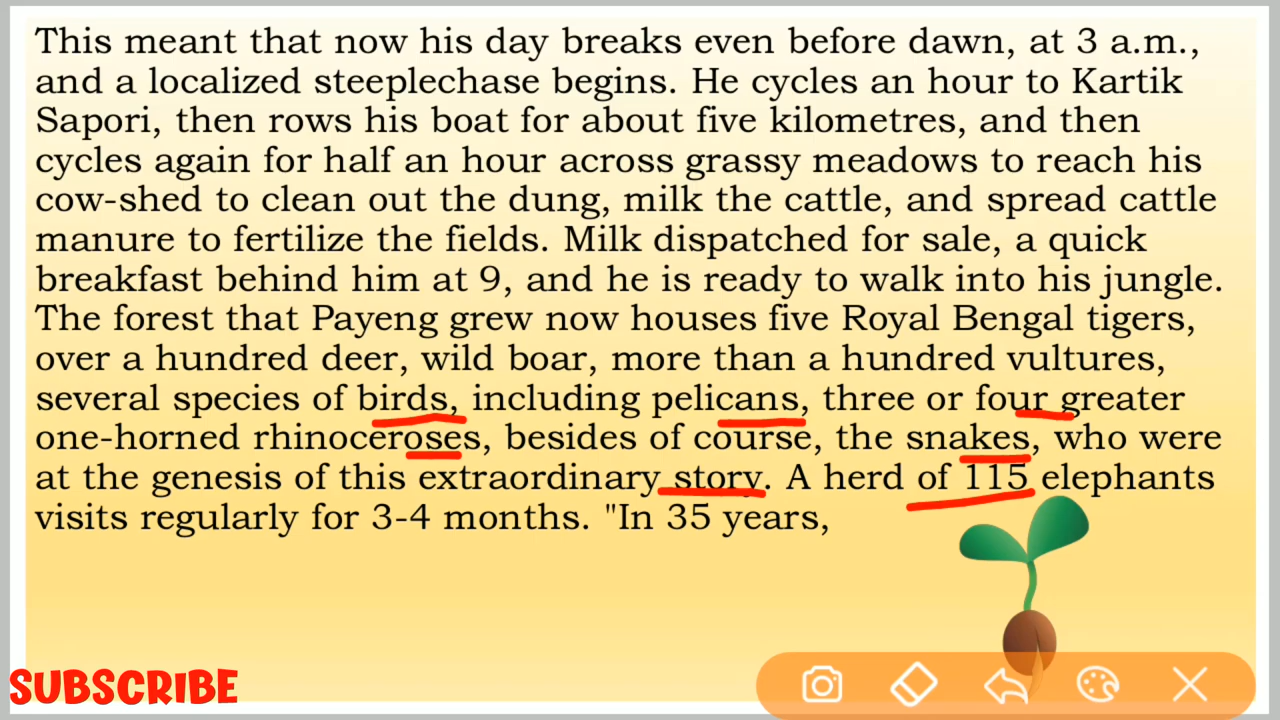 This meant that now his day breaks even before dawn, at 3 a.m.,
and a localized steeplechase begins. He cycles an hour to Kartik
Sapori, then rows his boat for about five kilometres, and then
cycles again for half an hour across grassy meadows to reach his
cow-shed to clean out the dung, milk the cattle, and spread cattle
manure to fertilize the fields. Milk dispatched for sale, a quick
breakfast behind him at 9, and he is ready to walk into his jungle.
The forest that Payeng grew now houses five Royal Bengal tigers,
over a hundred deer, wild boar, more than a hundred vultures,
several species of birds, including pelicans, three or four greater
one-horned rhinoceroses, besides of course, the snakes, who were
at the genesis of this extraordinary story. A herd of 115 elephants
visits regularly for 3-4 months. "In 35 years,
SUBSCRIBE